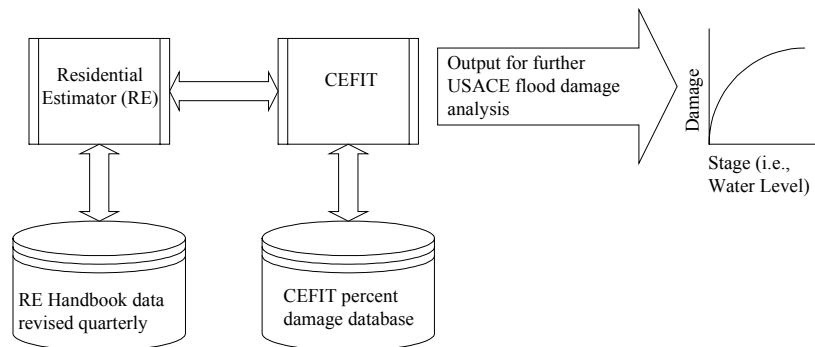 Residential
Estimator (RE)
CEFIT
Output for further
USACE flood damage
analysis
Damage
Stage (i.e.,
Water Level)
RE Handbook data
revised quarterly
CEFIT percent
damage database